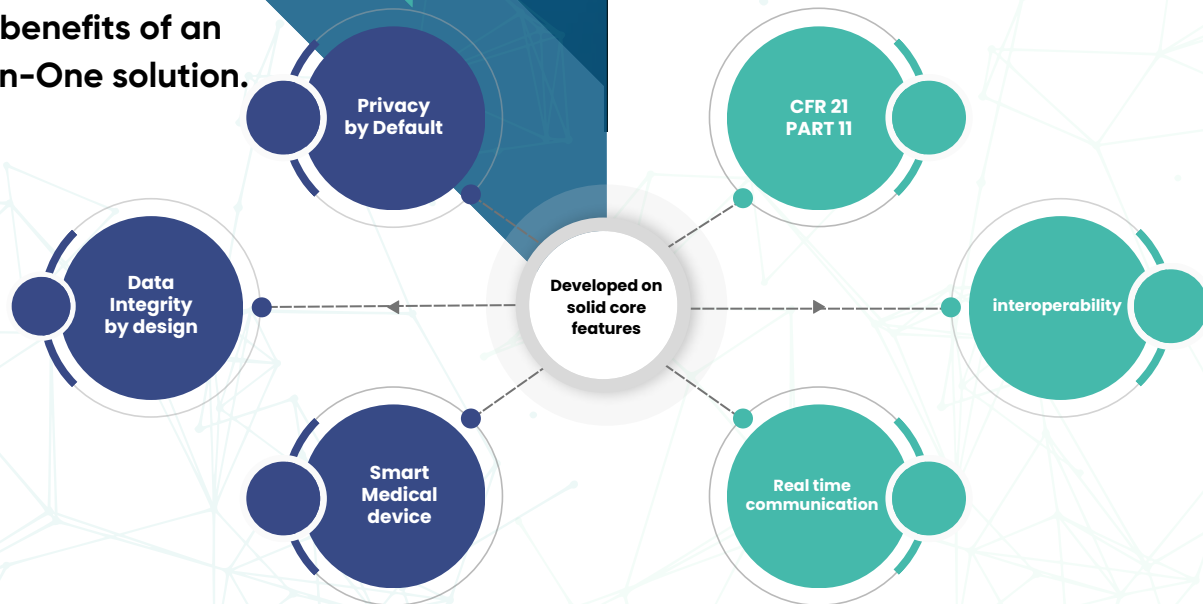 benefits of an
n-One solution.
Privacy
by Default
CFR 21
PART 11
Data
Integrity
by design
Developed on
solid core
features
interoperability
Smart
Medical
device
Real time
communication